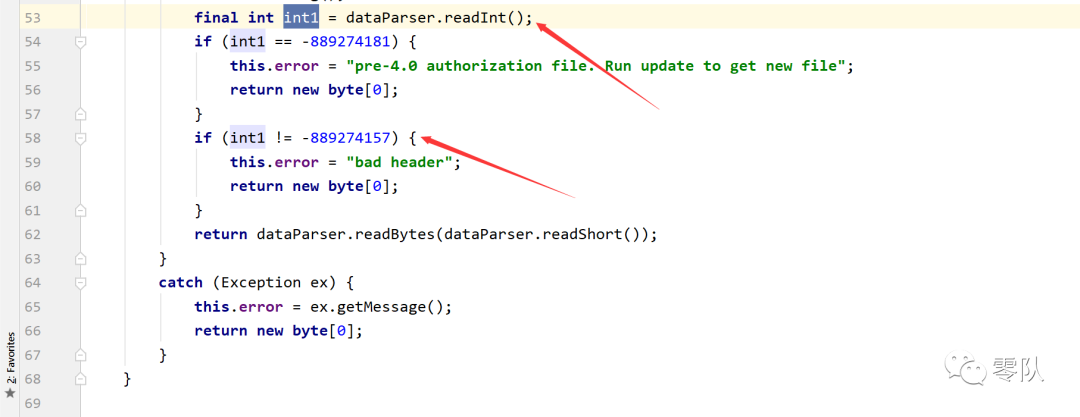 53 final int int1 = dataParser.readInt();
54 if (int1 == -889274181) {
55 this.error = "pre-4.0 authorization file. Run update to get new file";
56 return new byte[0];
57 }
58 if (int1 != -889274157) {
59 this.error = "bad header";
60 return new byte[0];
61 }
62 return dataParser.readBytes(dataParser.readShort());
63 }
64 catch (Exception ex) {
65 this.error = ex.getMessage();
66 return new byte[0];
67 }
68 }
69
2: Favorites
零队